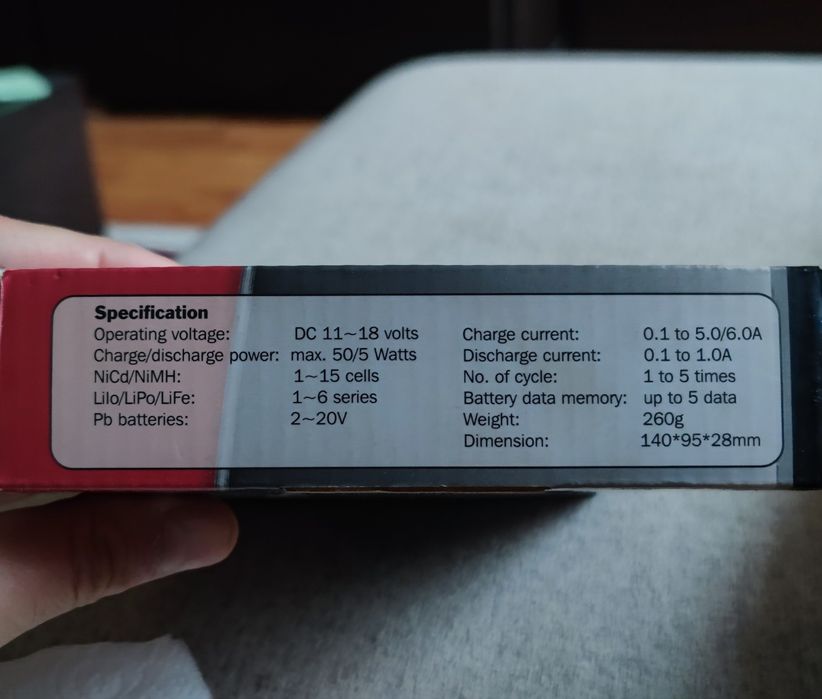 Specification
Operating voltage: DC 11~18 volts
Charge/discharge power: max. 50/5 Watts
NiCd/NiMH: 1~15 cells
LiIo/LiPo/LiFe: 1~6 series
Pb batteries: 2~20V
Charge current: 0.1 to 5.0/6.0A
Discharge current: 0.1 to 1.0A
No. of cycle: 1 to 5 times
Battery data memory: up to 5 data
Weight: 260g
Dimension: 140*95*28mm